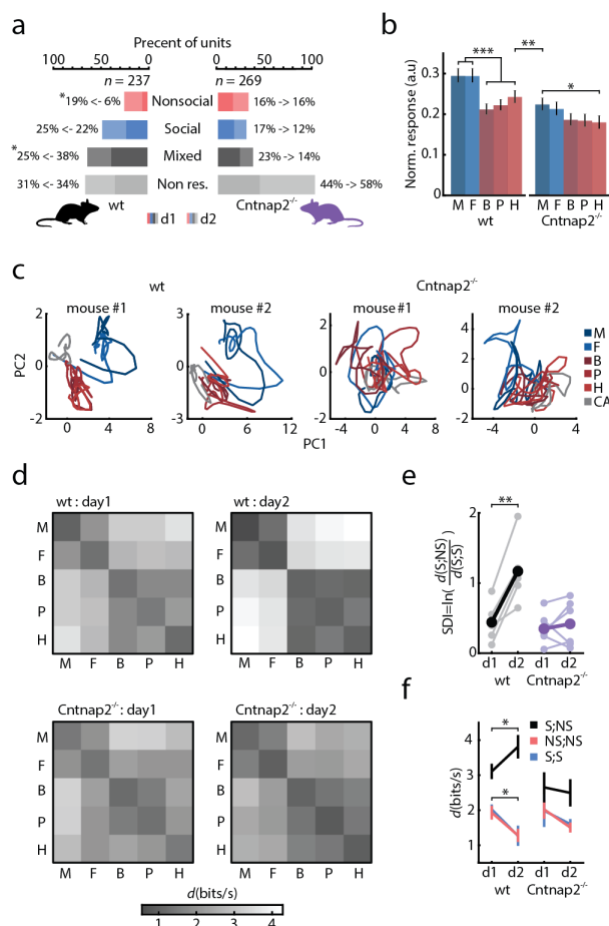 a
Precent of units
100 0 0 100
n = 237 n = 269
*19% <- 6% Nonsocial 16% -> 16%
25% <- 22% Social 17% -> 12%
*25% <- 38% Mixed 23% -> 14%
31% <- 34% Non res. 44% -> 58%
wt d1 d2 Cntnap2-/-
b
Norm. response (a.u)
*** **
*
0.3
0.2
0.1
0
M F B P H M F B P H
wt Cntnap2-/-
c
wt Cntnap2-/-
mouse #1 mouse #2 mouse #1 mouse #2
PC2
2 3 2 4
0 0 0 2
0
-2 -3 -2 -2
0 4 8 0 6 12 -4 0 4 -4 0 4
PC1
M
F
B
P
H
CA
d
wt : day1 wt : day2
M
F
B
P
H
M F B P H M F B P H
Cntnap2-/- : day1 Cntnap2-/- : day2
M
F
B
P
H
M F B P H M F B P H
d(bits/s)
1 2 3 4
e
**
SDI=ln( d(S;NS) / d(S;S) )
2
1
0
d1 d2 d1 d2
wt Cntnap2-/-
f
S;NS
NS;NS
S;S
*
*
d(bits/s)
4
3
2
1
0
d1 d2 d1 d2
wt Cntnap2-/-